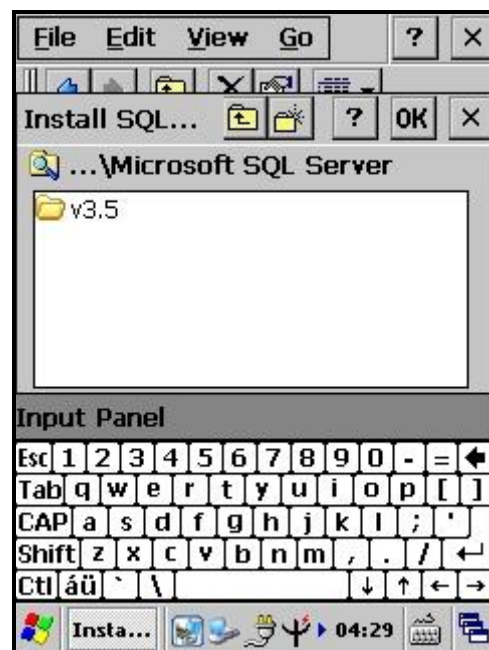 File Edit View Go ? ×
Install SQL... ? OK ×
...\Microsoft SQL Server
v3.5
Input Panel
Esc 1 2 3 4 5 6 7 8 9 0 - =
Tab q w e r t y u i o p [ ]
CAP a s d f g h j k l ; '
Shift z x c v b n m , . /
Ctl áü ` \ ↓ ↑ ← →
Insta... 04:29